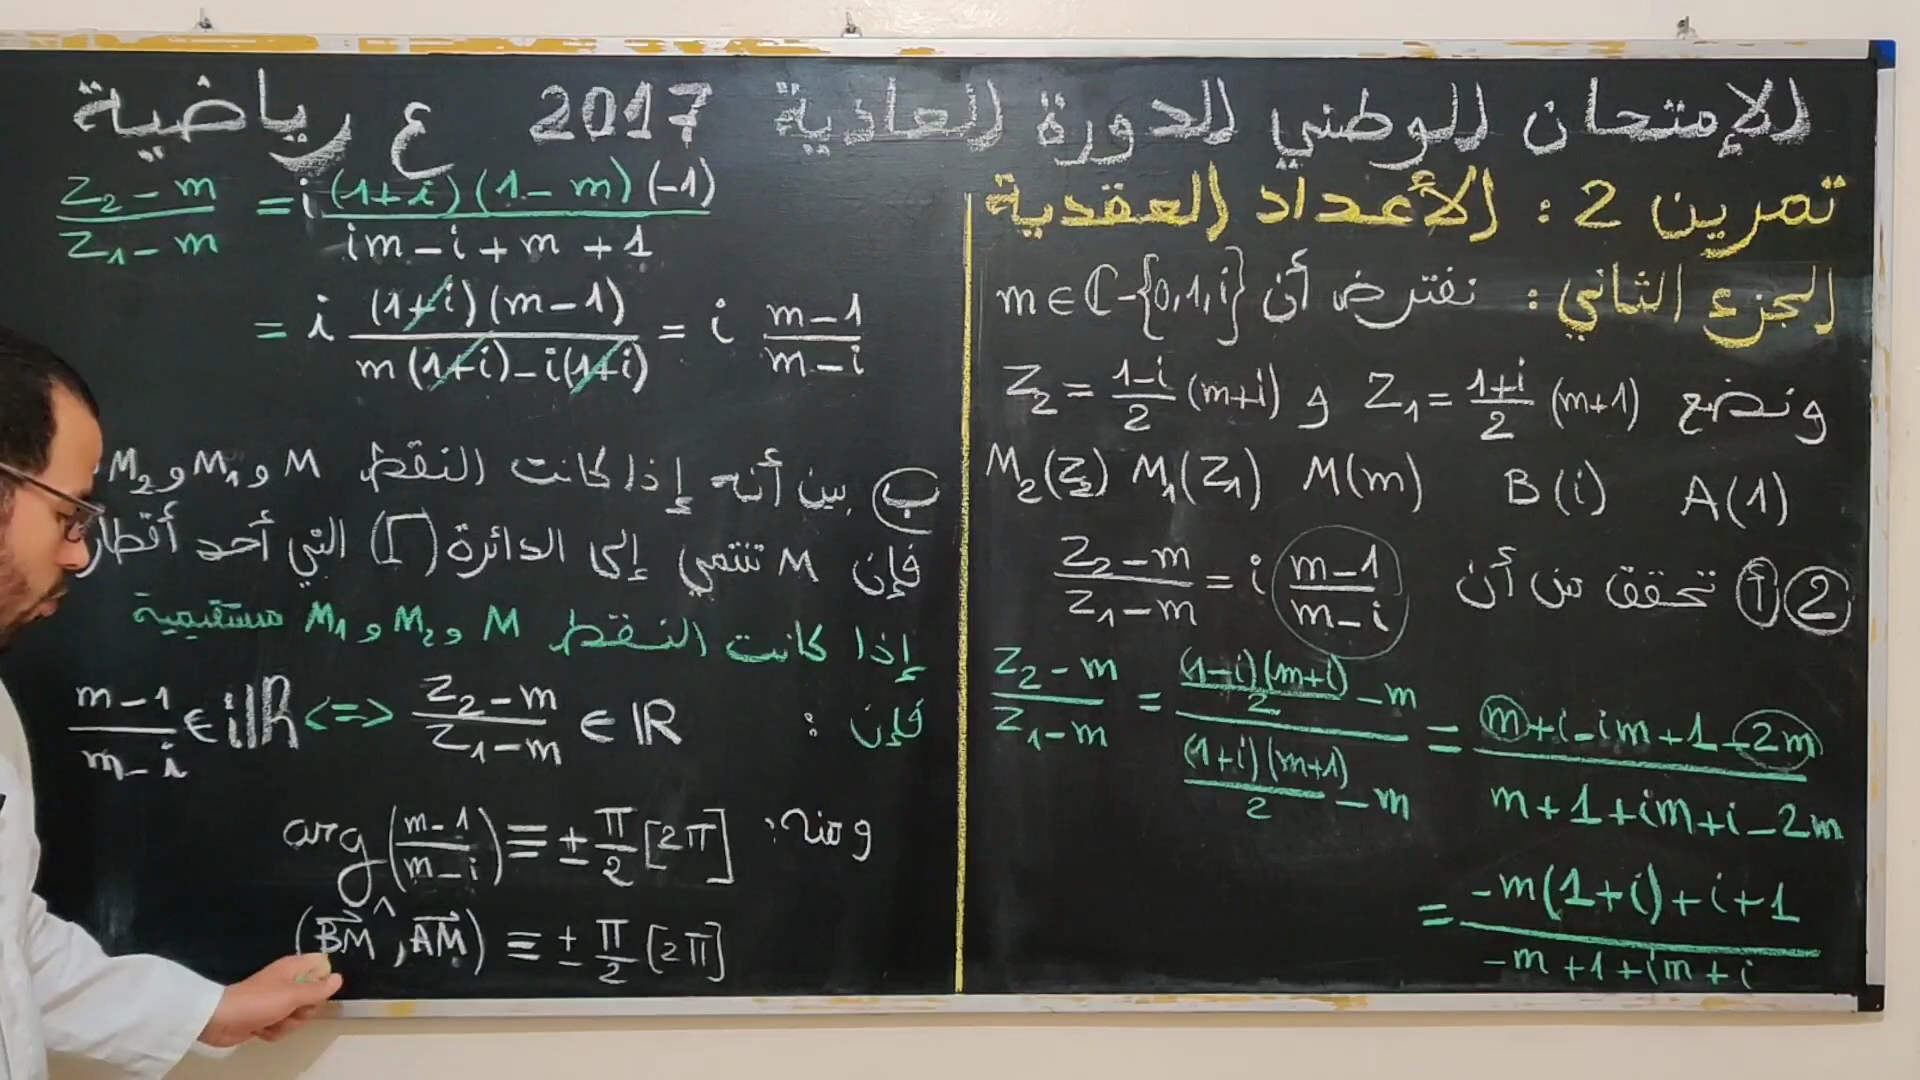 الإمتحان الوطني الدورة العادية 2017 ع رياضية
تمرين 2 : الأعداد العقدية
الجزء الثاني : نفترض أن m ∈ ℂ-{0,1,i}
ونضع Z₁ = (1+i)/2 (m+1) و Z₂ = (1-i)/2 (m+i)
A(1) B(i) M(m) M₁(Z₁) M₂(Z₂)
② أ تحقق من أن (Z₂-m)/(Z₁-m) = i (m-1)/(m-i)
(Z₂-m)/(Z₁-m) = ((1-i)(m+i)/2 - m)/((1+i)(m+1)/2 - m) = (m+i-im+1-2m)/(m+1+im+i-2m)
= (-m(1+i)+i+1)/(-m+1+im+i)
(Z₂-m)/(Z₁-m) = i (1+i)(1-m)(-1)/(im-i+m+1)
= i (1+i)(m-1)/(m(1+i)-i(1+i)) = i (m-1)/(m-i)
ب بين أنه إذا كانت النقط M و M₁ و M₂
فإن M تنتمي إلى الدائرة (Γ) التي أحد أقطار
إذا كانت النقط M و M₂ و M₁ مستقيمية
فإن : (Z₂-m)/(Z₁-m) ∈ ℝ <=> (m-1)/(m-i) ∈ iℝ
ومنه: arg((m-1)/(m-i)) ≡ ± π/2 [2π]
(BM→ ^, AM→) ≡ ± π/2 [2π]